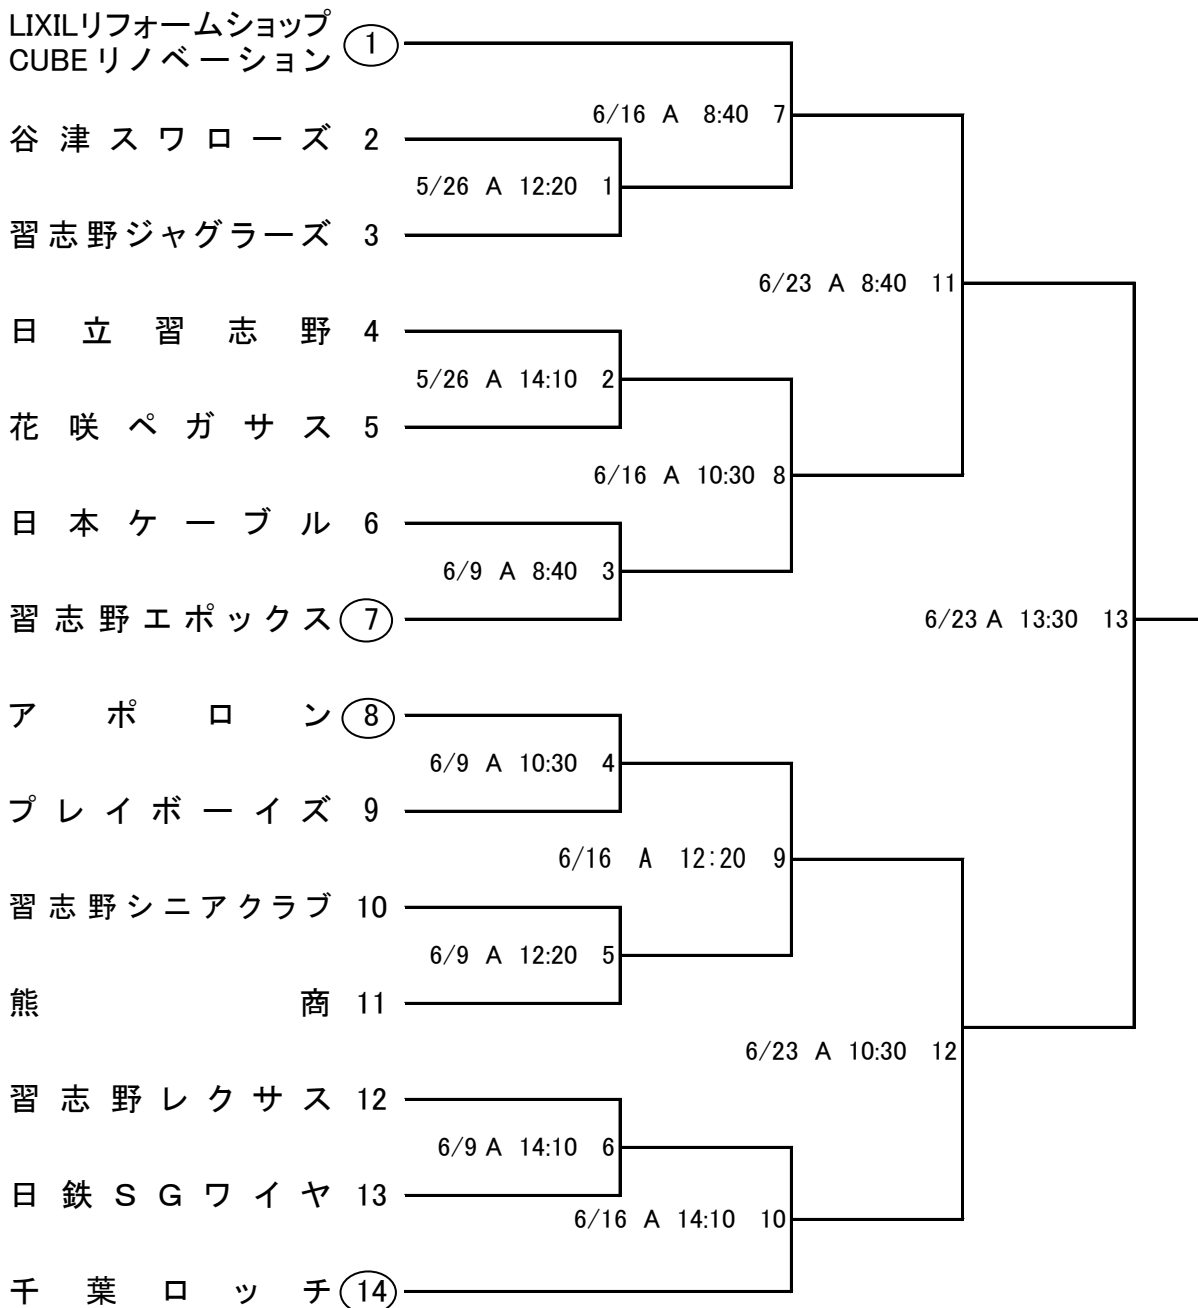 LIXILリフォームショップ
CUBEリノベーション ①
6/16 A 8:40 7
谷津スワローズ 2
5/26 A 12:20 1
習志野ジャグラーズ 3
6/23 A 8:40 11
日立習志野 4
5/26 A 14:10 2
花咲ペガサス 5
6/16 A 10:30 8
日本ケーブル 6
6/9 A 8:40 3
習志野エポックス ⑦
6/23 A 13:30 13
アポロン ⑧
6/9 A 10:30 4
プレイボーイズ 9
6/16 A 12:20 9
習志野シニアクラブ 10
6/9 A 12:20 5
熊商 11
6/23 A 10:30 12
習志野レクサス 12
6/9 A 14:10 6
日鉄SGワイヤ 13
6/16 A 14:10 10
千葉ロッチ ⑭